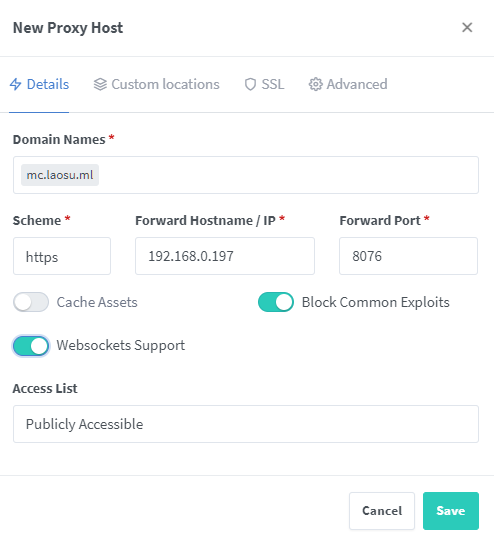 New Proxy Host ×
Details Custom locations SSL Advanced
Domain Names *
mc.laosu.ml
Scheme * Forward Hostname / IP * Forward Port *
https 192.168.0.197 8076
Cache Assets Block Common Exploits
Websockets Support
Access List
Publicly Accessible
Cancel Save